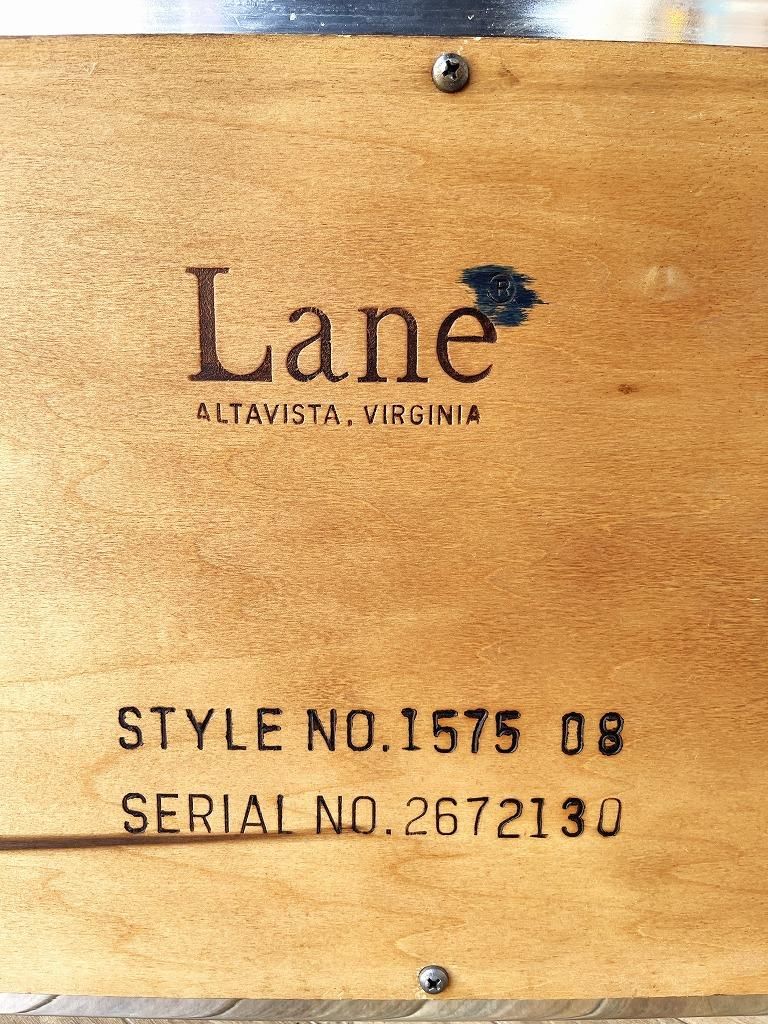 Lane®
ALTAVISTA, VIRGINIA
STYLE NO. 1575 08
SERIAL NO. 2672130